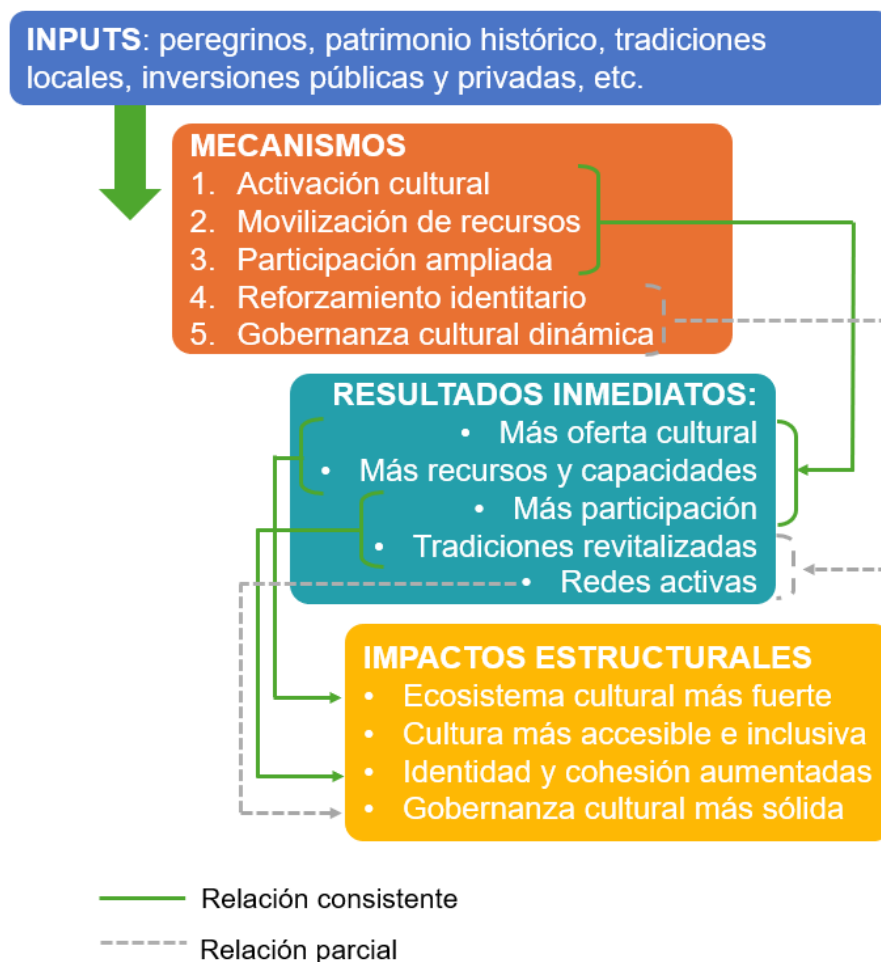 INPUTS: peregrinos, patrimonio histórico, tradiciones
locales, inversiones públicas y privadas, etc.
MECANISMOS
1. Activación cultural
2. Movilización de recursos
3. Participación ampliada
4. Reforzamiento identitario
5. Gobernanza cultural dinámica
RESULTADOS INMEDIATOS:
• Más oferta cultural
• Más recursos y capacidades
• Más participación
• Tradiciones revitalizadas
• Redes activas
IMPACTOS ESTRUCTURALES
• Ecosistema cultural más fuerte
• Cultura más accesible e inclusiva
• Identidad y cohesión aumentadas
• Gobernanza cultural más sólida
Relación consistente
Relación parcial